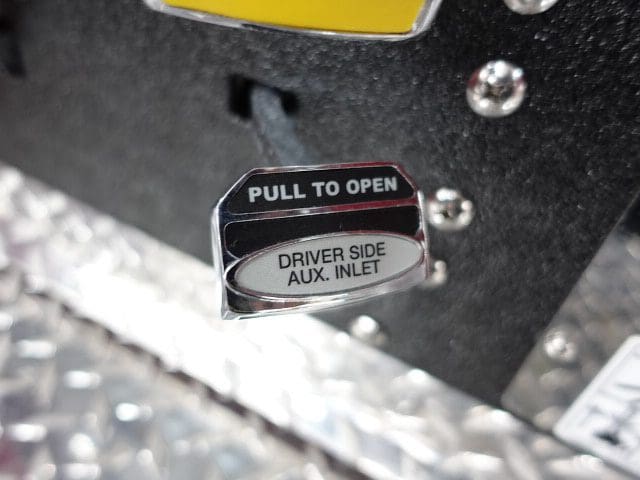 PULL TO OPEN
DRIVER SIDE
AUX. INLET